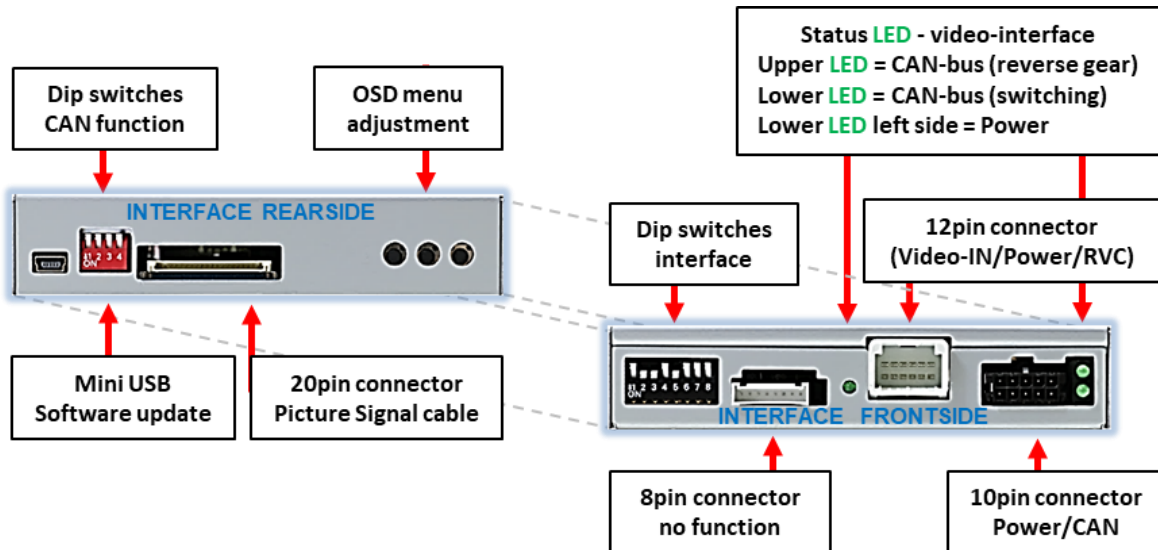 Status LED - video-interface
Upper LED = CAN-bus (reverse gear)
Lower LED = CAN-bus (switching)
Lower LED left side = Power
Dip switches
CAN function
OSD menu
adjustment
INTERFACE REARSIDE
1 2 3 4
ON
Dip switches
interface
12pin connector
(Video-IN/Power/RVC)
Mini USB
Software update
20pin connector
Picture Signal cable
1 2 3 4 5 6 7 8
ON
INTERFACE FRONTSIDE
8pin connector
no function
10pin connector
Power/CAN